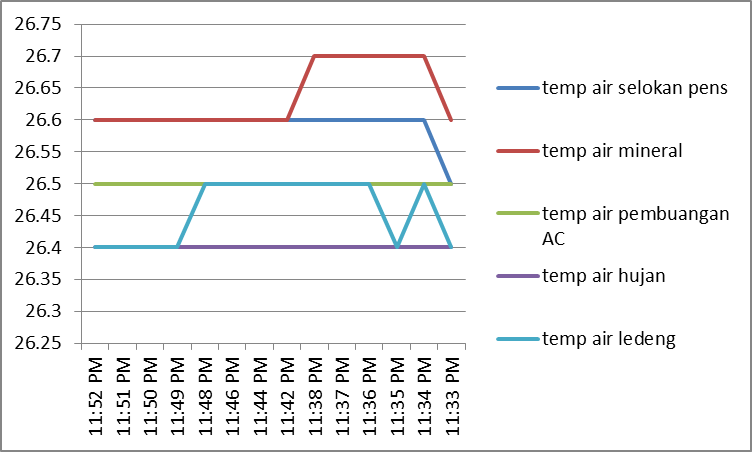 26.75
26.7
26.65
26.6
26.55
26.5
26.45
26.4
26.35
26.3
26.25
11:52 PM
11:51 PM
11:50 PM
11:49 PM
11:48 PM
11:46 PM
11:44 PM
11:42 PM
11:38 PM
11:37 PM
11:36 PM
11:35 PM
11:34 PM
11:33 PM
temp air selokan pens
temp air mineral
temp air pembuangan
AC
temp air hujan
temp air ledeng